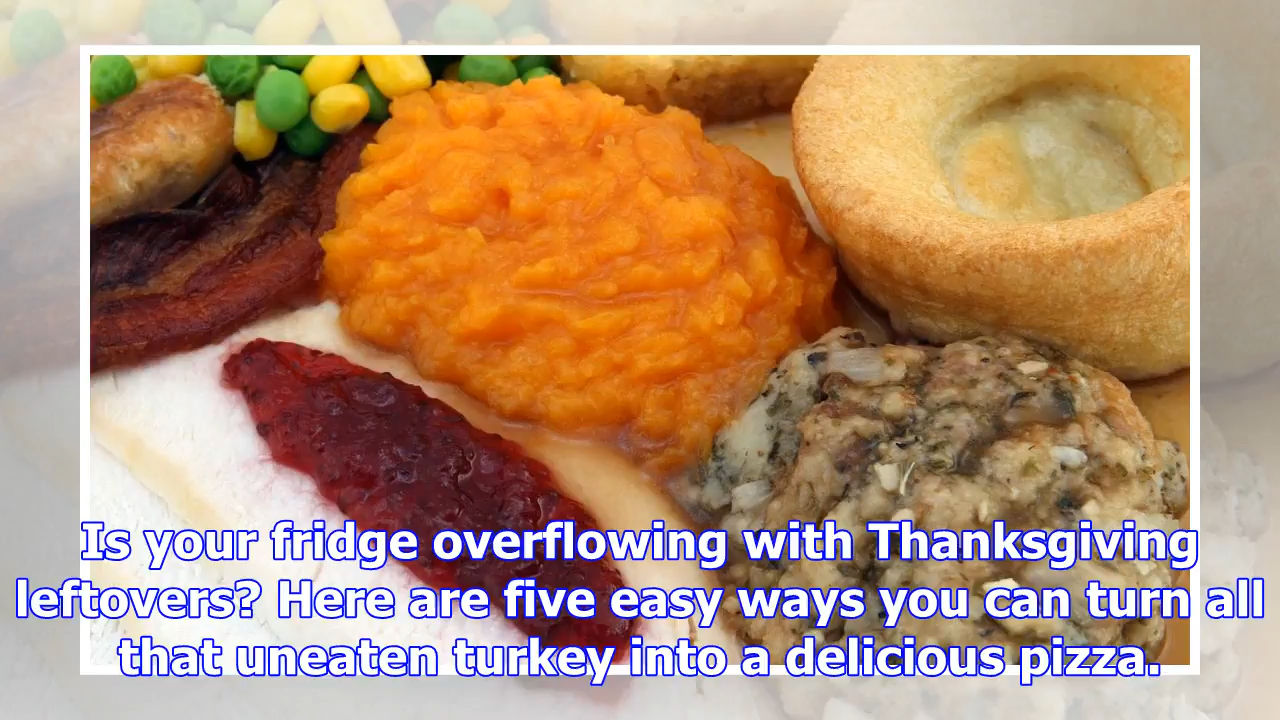 Is your fridge overflowing with Thanksgiving
leftovers? Here are five easy ways you can turn all
that uneaten turkey into a delicious pizza.